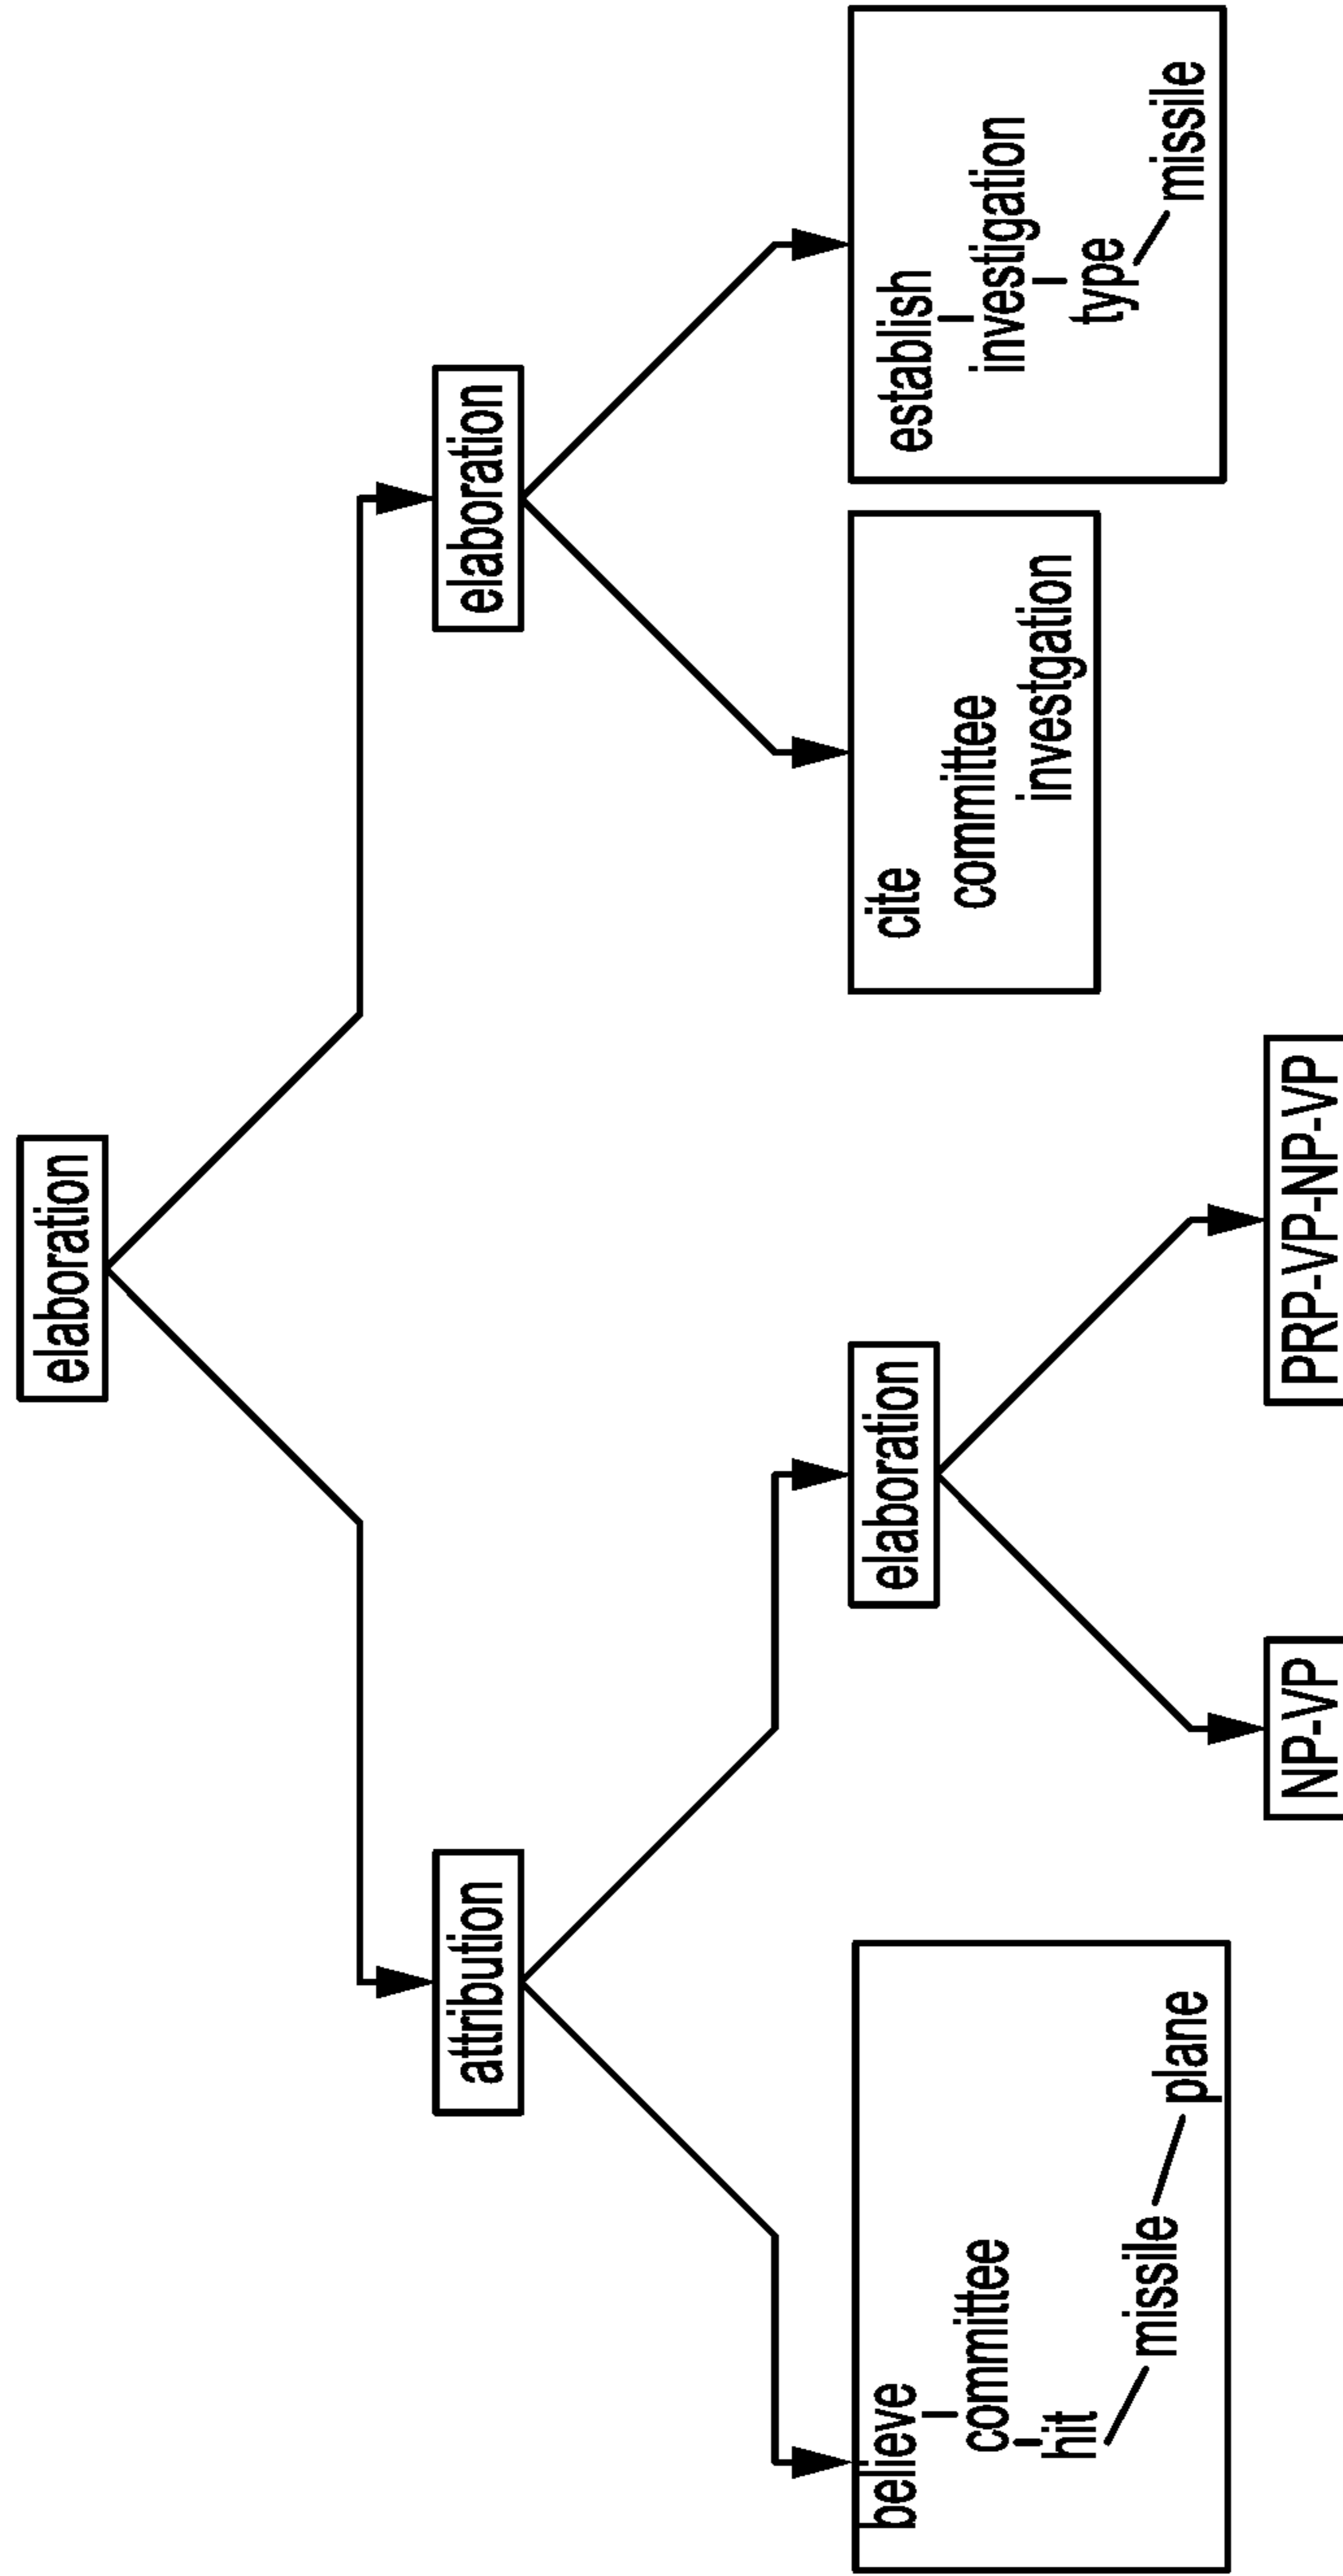 elaboration
attribution
elaboration
believe
committee
hit
missile
plane
elaboration
cite
committee
investgation
establish
investigation
type
missile
NP-VP
PRP-VP-NP-VP